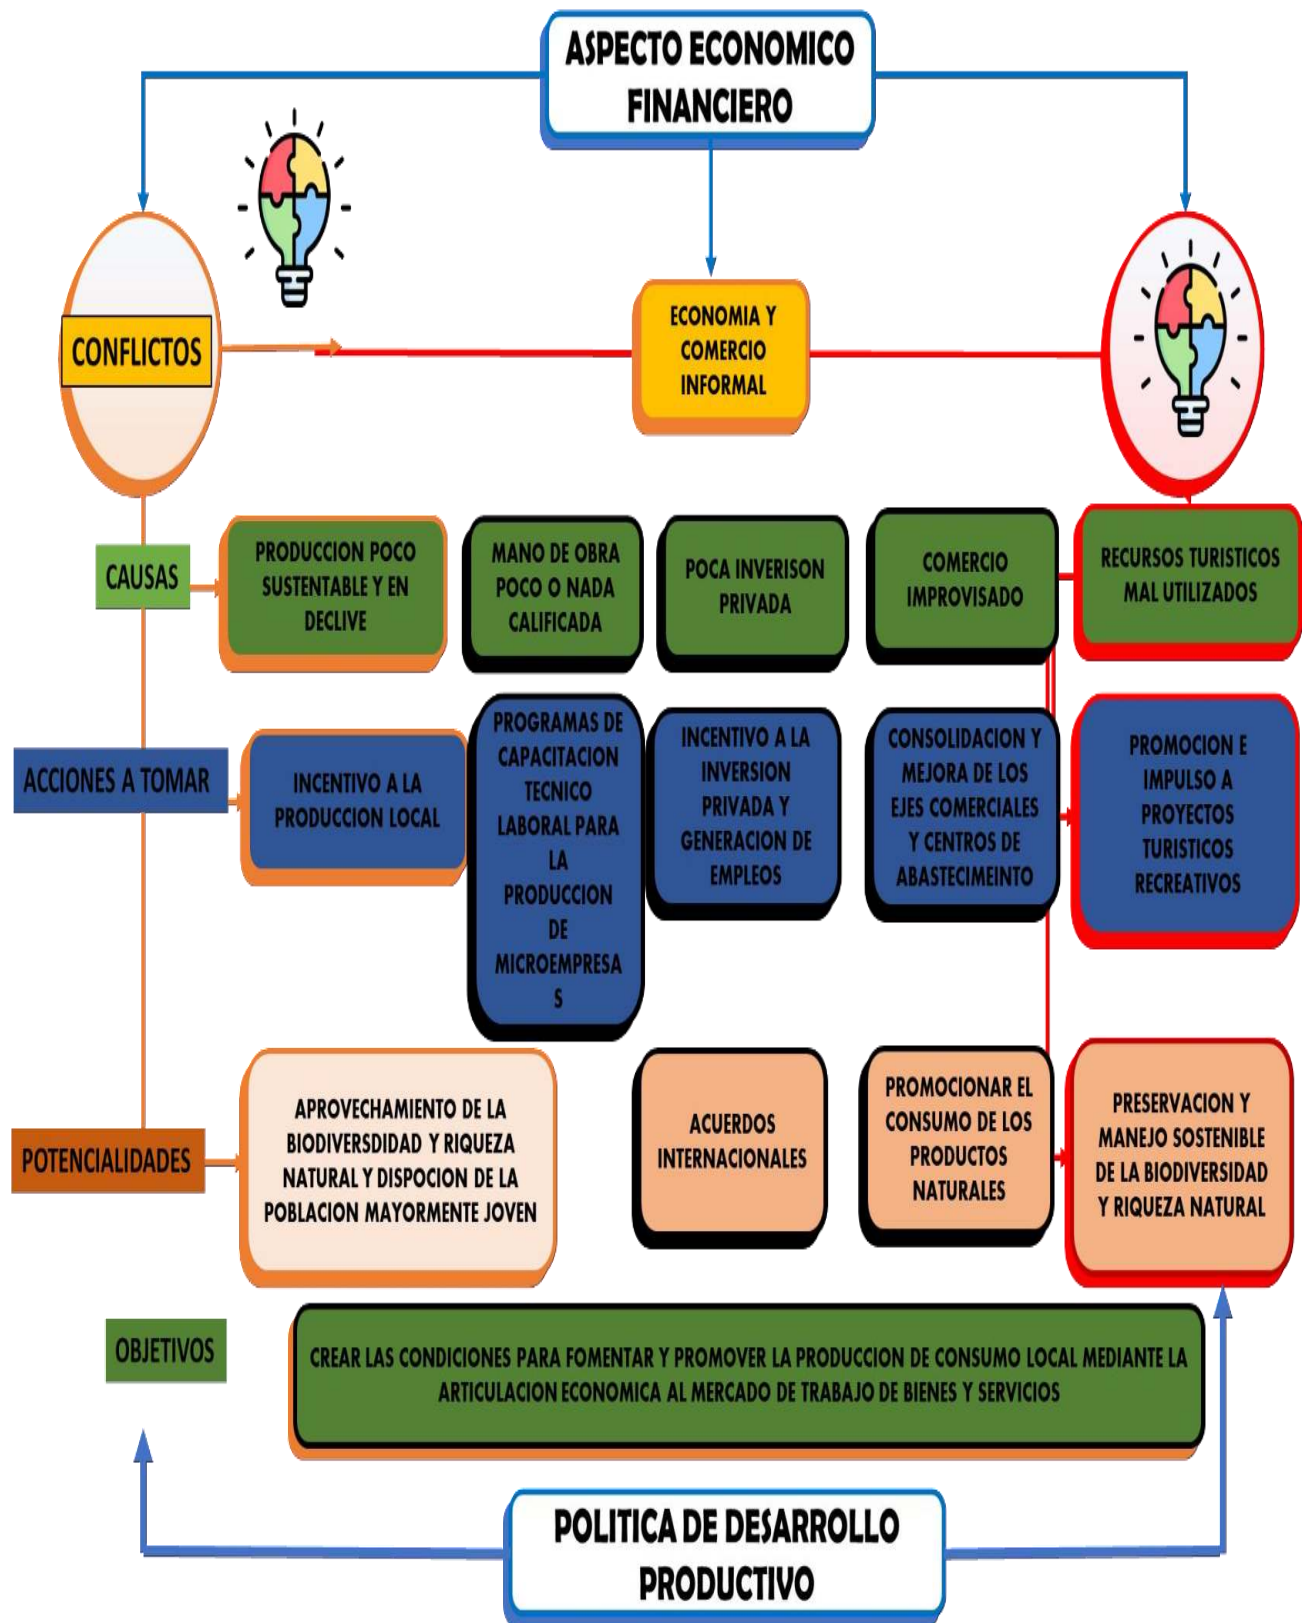 ASPECTO ECONOMICO
FINANCIERO
CONFLICTOS
ECONOMIA Y
COMERCIO
INFORMAL
CAUSAS
PRODUCCION POCO
SUSTENTABLE Y EN
DECLIVE
MANO DE OBRA
POCO O NADA
CALIFICADA
POCA INVERISON
PRIVADA
COMERCIO
IMPROVISADO
RECURSOS TURISTICOS
MAL UTILIZADOS
ACCIONES A TOMAR
INCENTIVO A LA
PRODUCCION LOCAL
PROGRAMAS DE
CAPACITACION
TECNICO
LABORAL PARA
LA
PRODUCCION
DE
MICROEMPRESA
S
INCENTIVO A LA
INVERSION
PRIVADA Y
GENERACION DE
EMPLEOS
CONSOLIDACION Y
MEJORA DE LOS
EJES COMERCIALES
Y CENTROS DE
ABASTECIMEINTO
PROMOCION E
IMPULSO A
PROYECTOS
TURISTICOS
RECREATIVOS
POTENCIALIDADES
APROVECHAMIENTO DE LA
BIODIVERSDIDAD Y RIQUEZA
NATURAL Y DISPOCION DE LA
POBLACION MAYORMENTE JOVEN
ACUERDOS
INTERNACIONALES
PROMOCIONAR EL
CONSUMO DE LOS
PRODUCTOS
NATURALES
PRESERVACION Y
MANEJO SOSTENIBLE
DE LA BIODIVERSIDAD
Y RIQUEZA NATURAL
OBJETIVOS
CREAR LAS CONDICIONES PARA FOMENTAR Y PROMOVER LA PRODUCCION DE CONSUMO LOCAL MEDIANTE LA
ARTICULACION ECONOMICA AL MERCADO DE TRABAJO DE BIENES Y SERVICIOS
POLITICA DE DESARROLLO
PRODUCTIVO